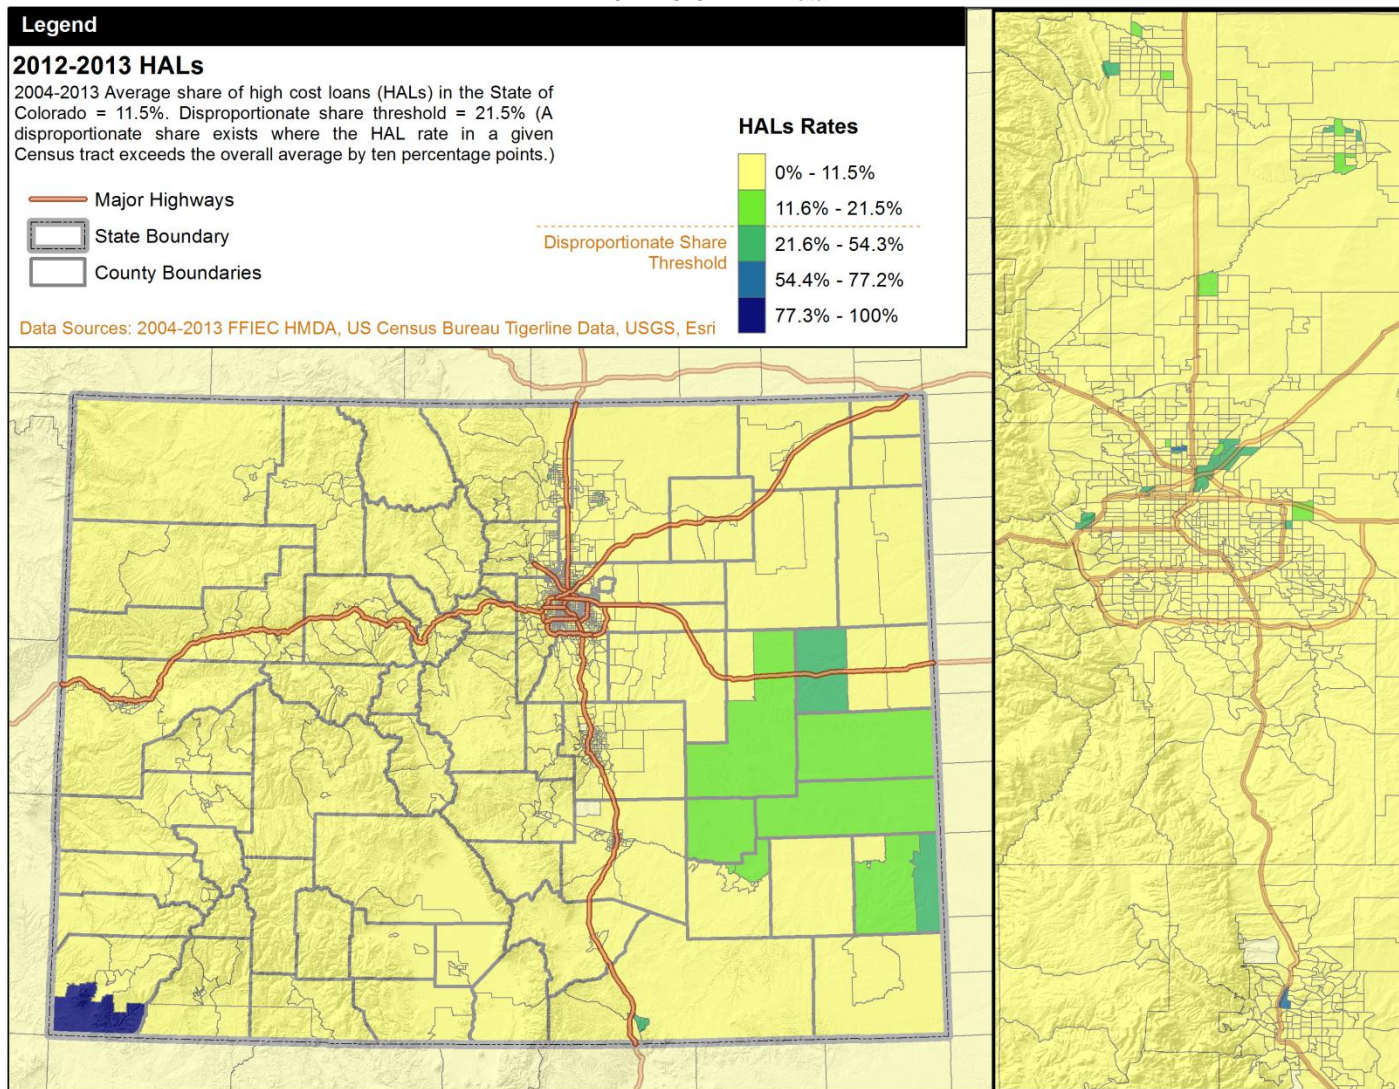 Legend
2012-2013 HALs
2004-2013 Average share of high cost loans (HALs) in the State of
Colorado = 11.5%. Disproportionate share threshold = 21.5% (A
disproportionate share exists where the HAL rate in a given
Census tract exceeds the overall average by ten percentage points.)
Major Highways
State Boundary
County Boundaries
Data Sources: 2004-2013 FFIEC HMDA, US Census Bureau Tigerline Data, USGS, Esri
HALs Rates
0% - 11.5%
11.6% - 21.5%
Disproportionate Share
Threshold
21.6% - 54.3%
54.4% - 77.2%
77.3% - 100%